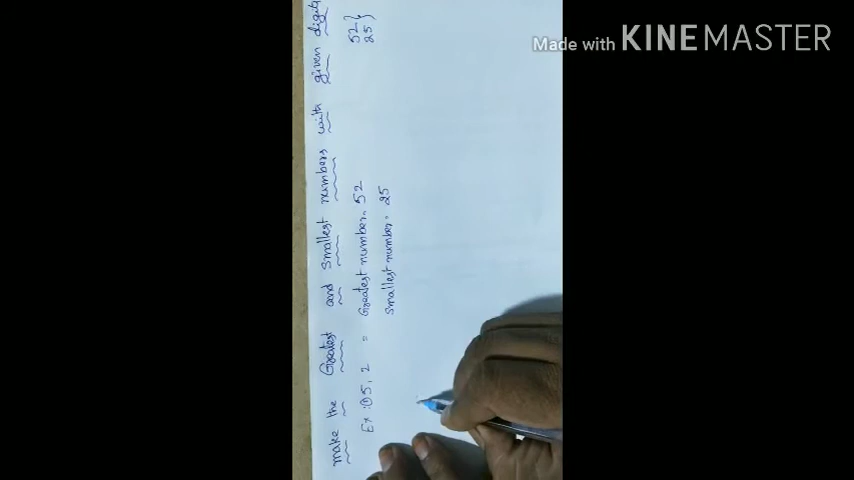 make the Greatest and smallest numbers with given digits
Ex :① 5, 2 = Greatest number = 52
smallest number = 25
52
25
Made with KINEMASTER